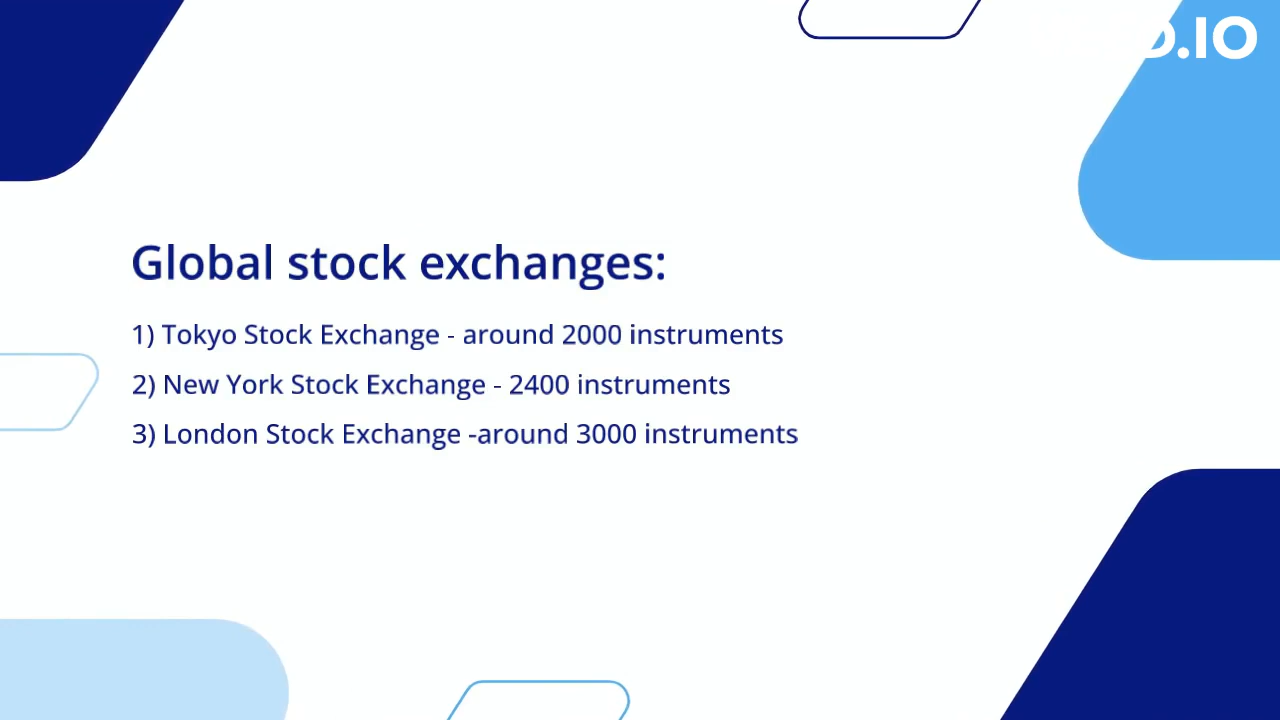 Global stock exchanges:
1) Tokyo Stock Exchange - around 2000 instruments
2) New York Stock Exchange - 2400 instruments
3) London Stock Exchange -around 3000 instruments